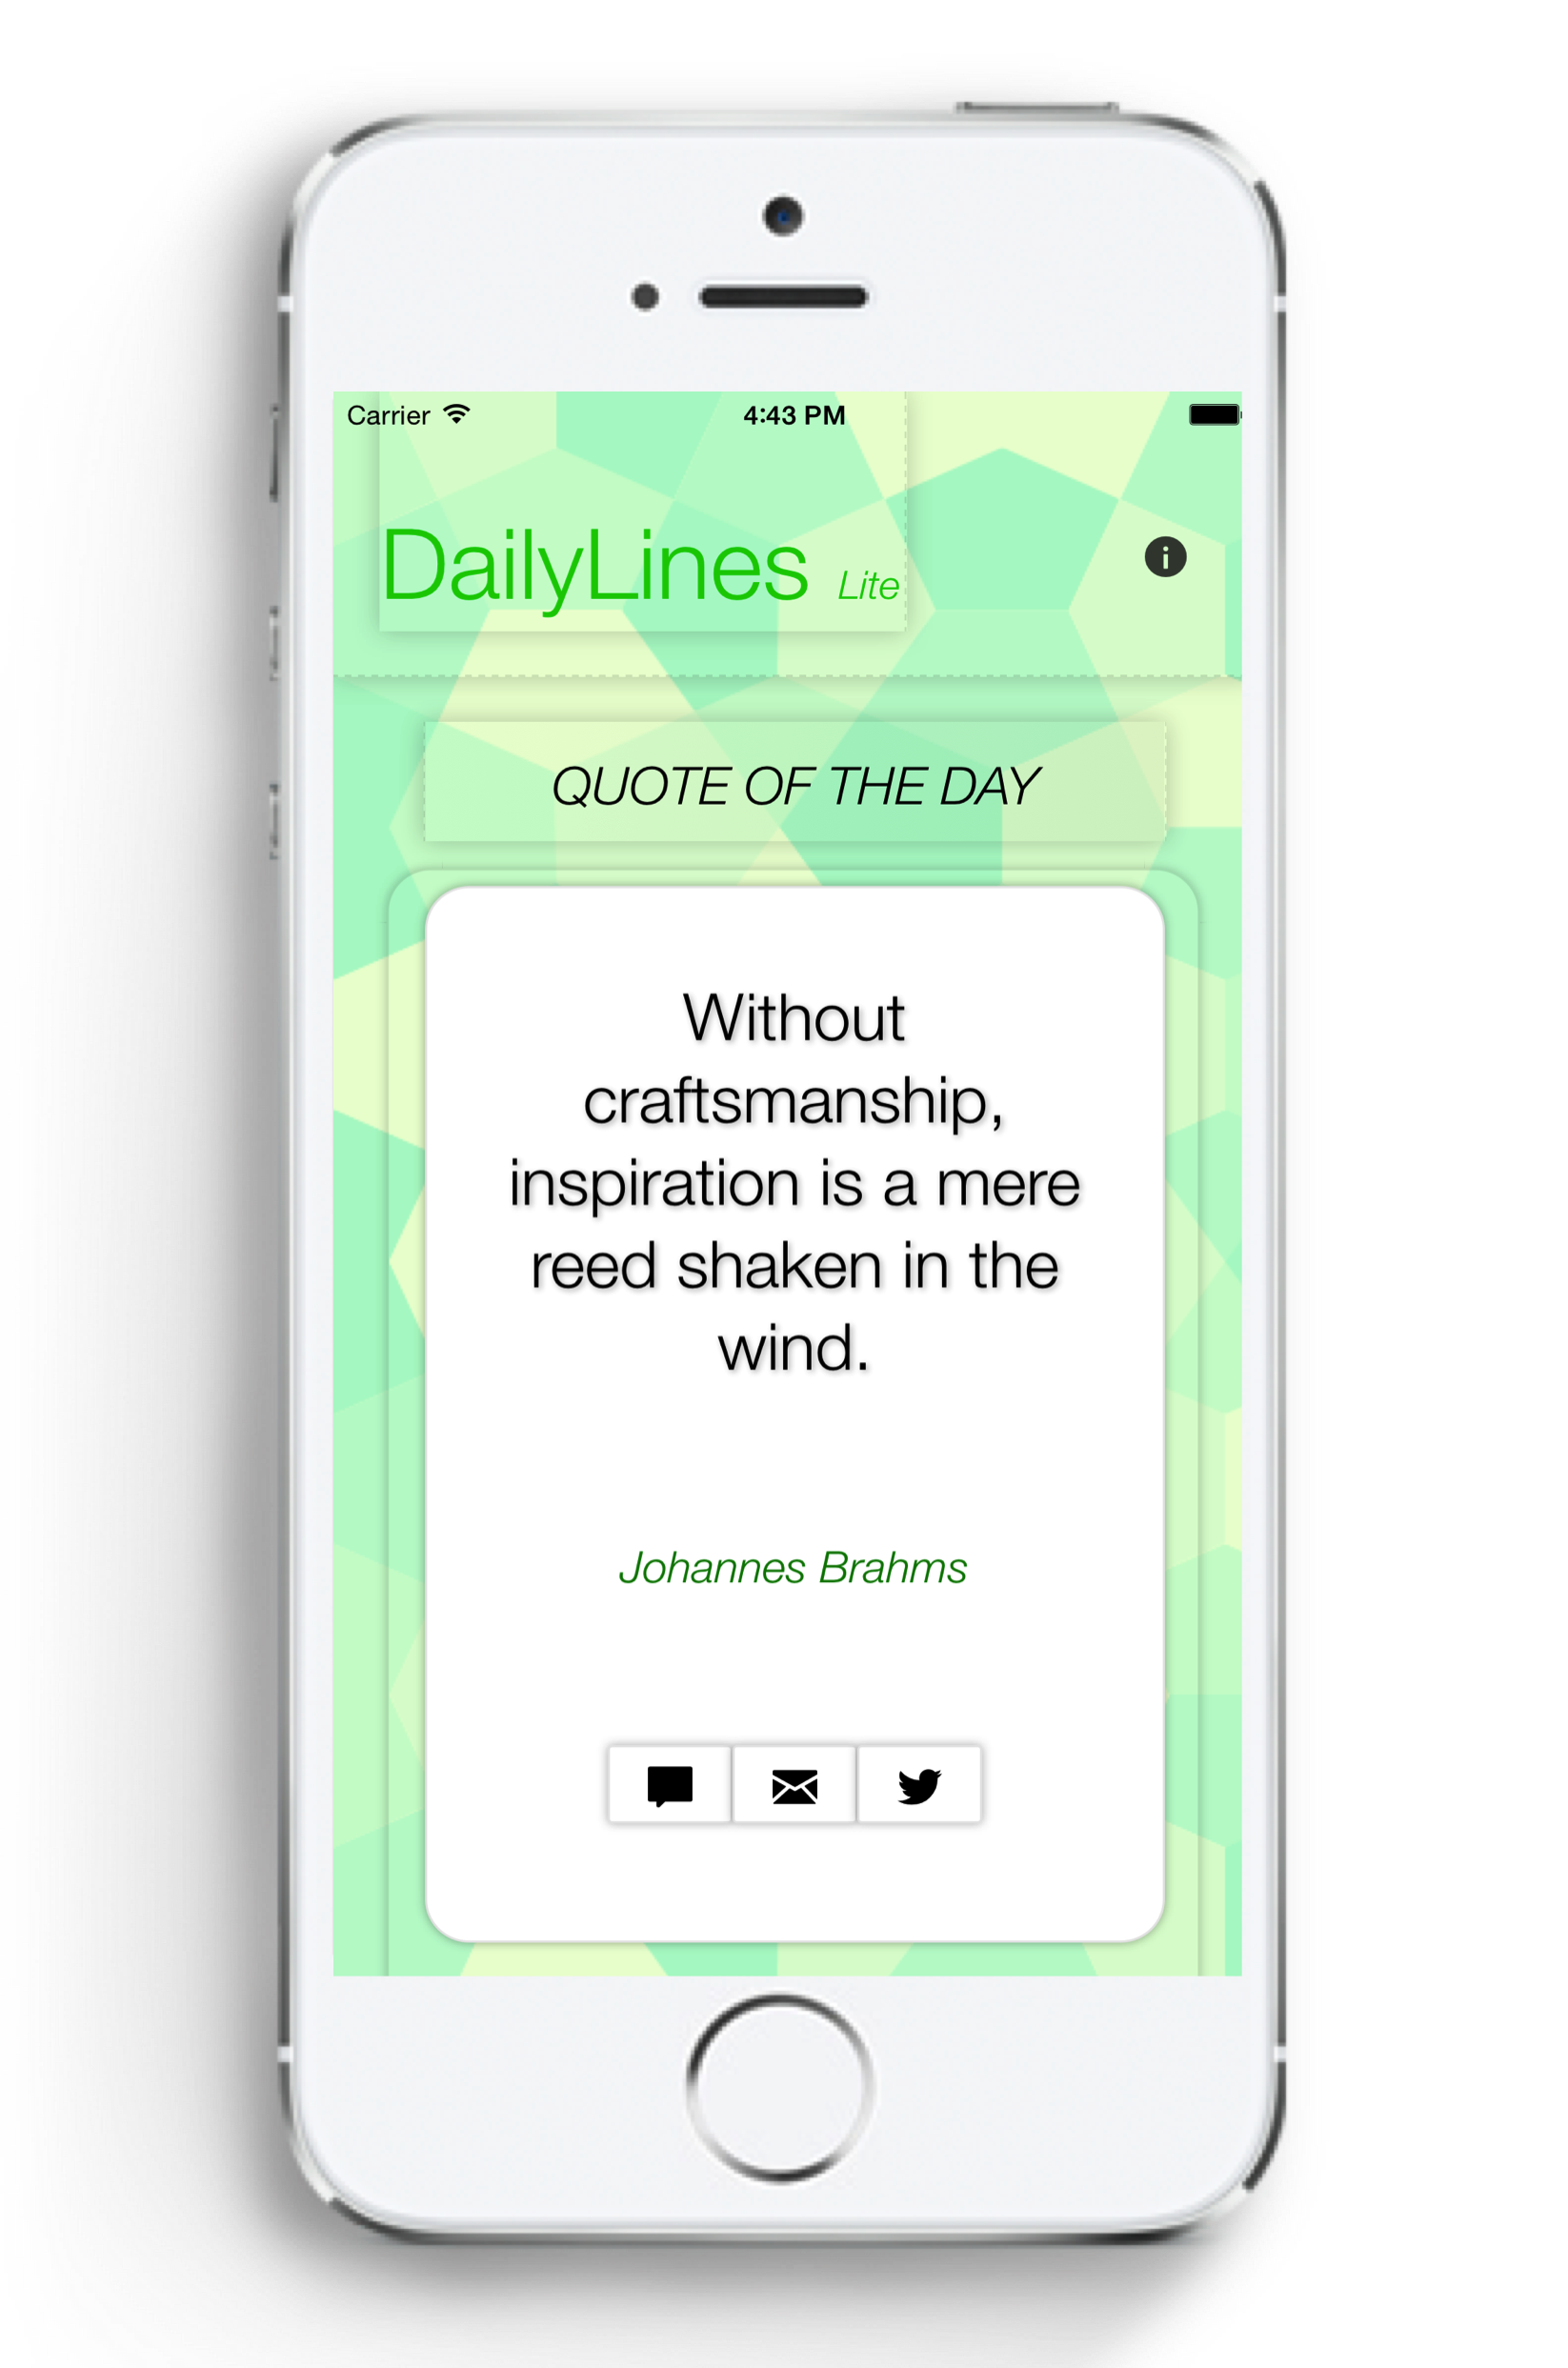 Carrier 4:43 PM
DailyLines Lite
QUOTE OF THE DAY
Without
craftsmanship,
inspiration is a mere
reed shaken in the
wind.
Johannes Brahms